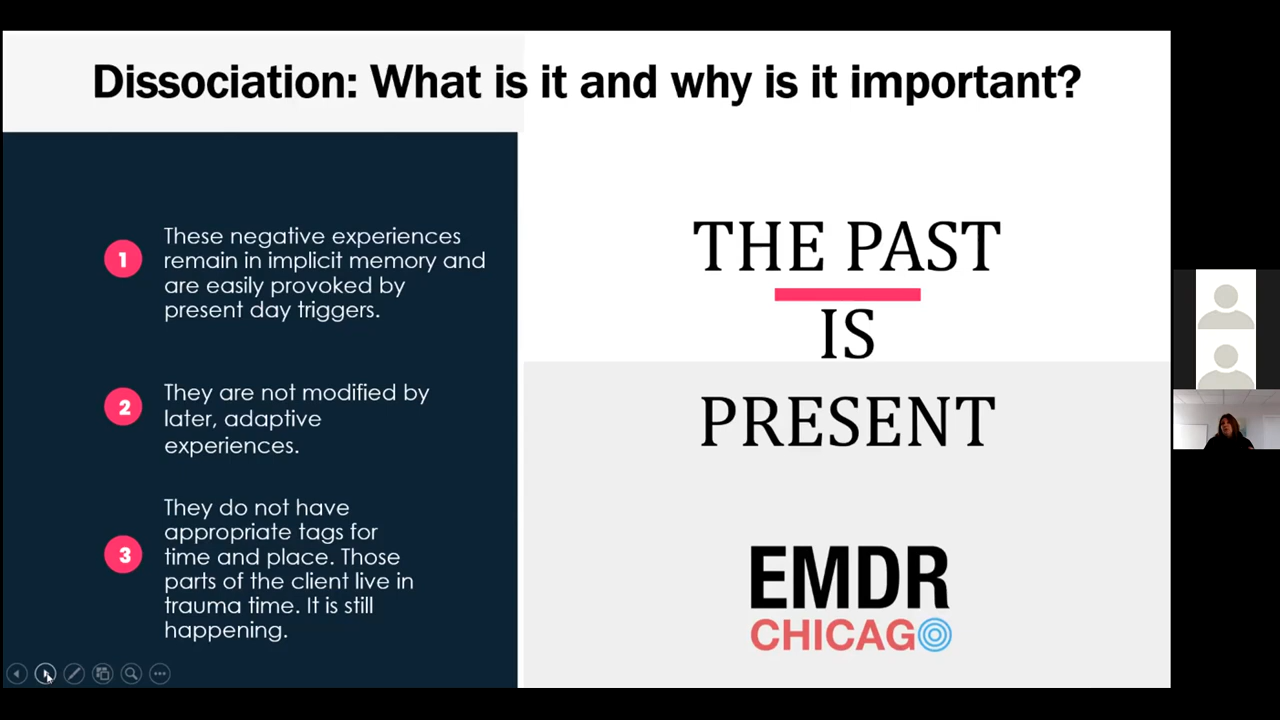 Dissociation: What is it and why is it important?
1
These negative experiences
remain in implicit memory and
are easily provoked by
present day triggers.
2
They are not modified by
later, adaptive
experiences.
3
They do not have
appropriate tags for
time and place. Those
parts of the client live in
trauma time. It is still
happening.
THE PAST
IS
PRESENT
EMDR
CHICAGO